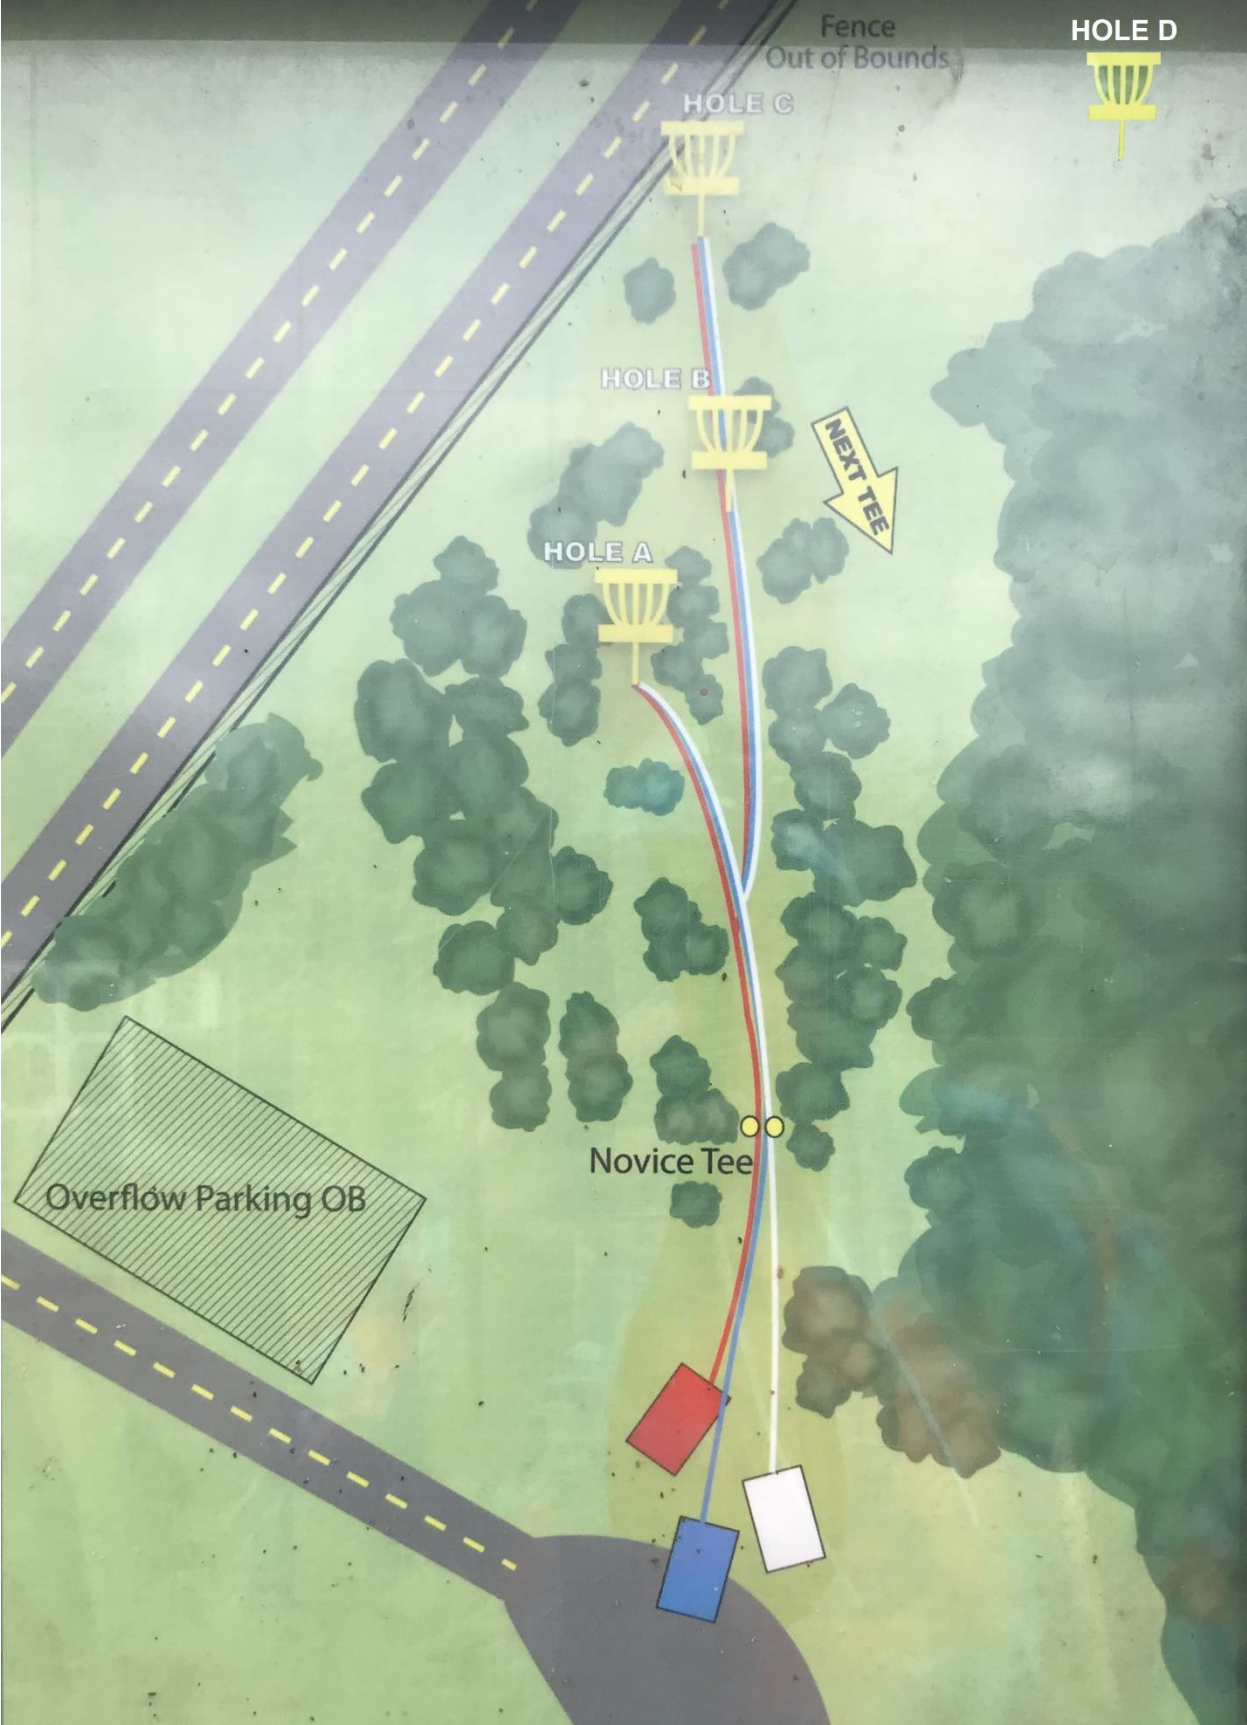 Fence
Out of Bounds
HOLE D
HOLE C
HOLE B
NEXT TEE
HOLE A
Novice Tee
Overflow Parking OB